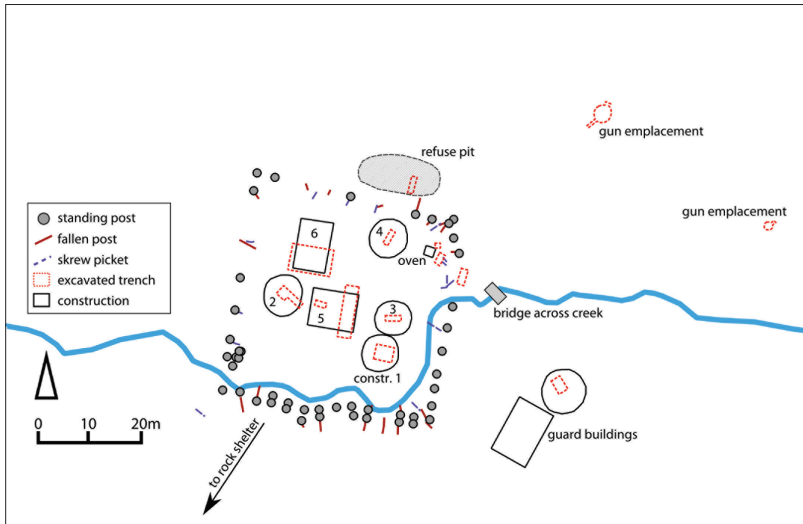 gun emplacement
refuse pit
gun emplacement
standing post
fallen post
skrew picket
excavated trench
construction
6
4
oven
2
5
3
bridge across creek
constr. 1
0 10 20m
to rock shelter
guard buildings